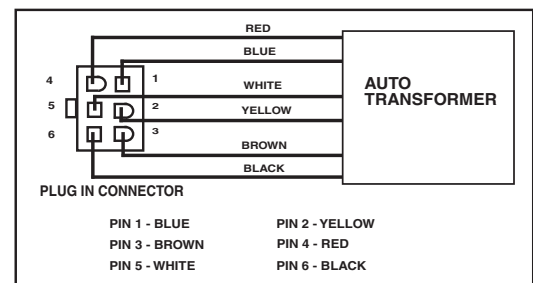 RED
BLUE
4
1
WHITE
AUTO
TRANSFORMER
5
2
YELLOW
6
3
BROWN
BLACK
PLUG IN CONNECTOR
PIN 1 - BLUE
PIN 2 - YELLOW
PIN 3 - BROWN
PIN 4 - RED
PIN 5 - WHITE
PIN 6 - BLACK